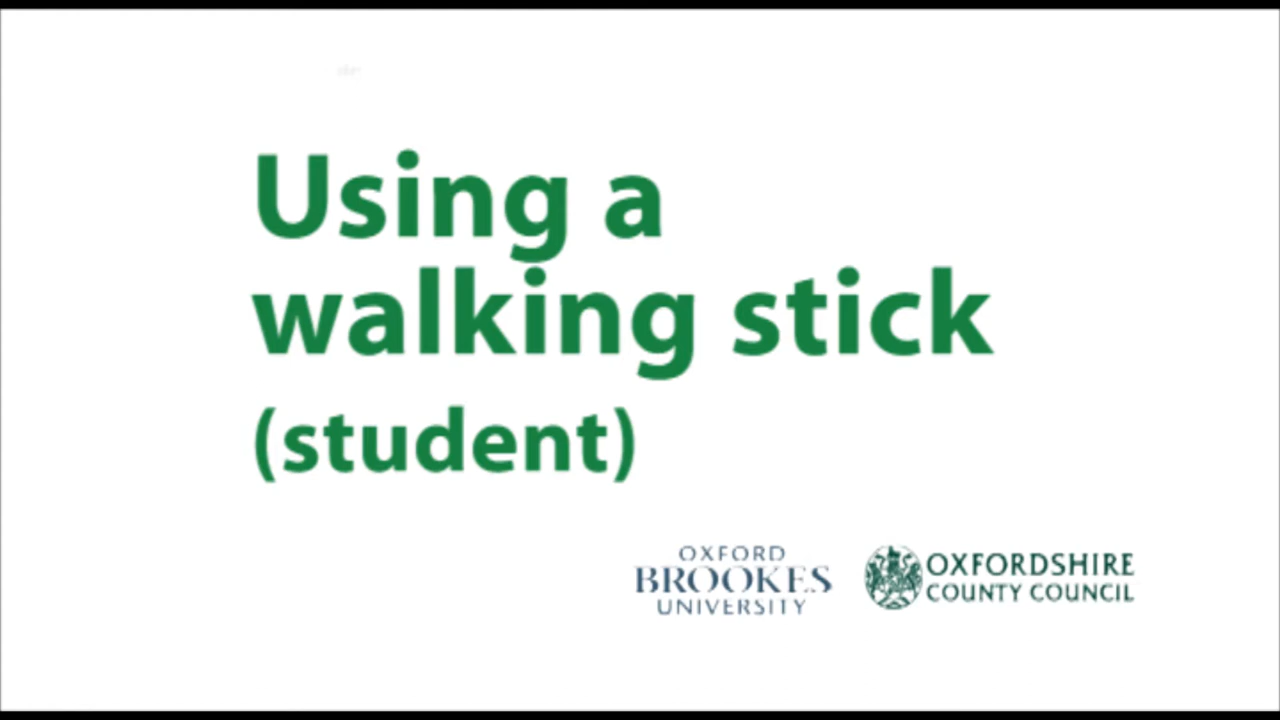 Using a
walking stick
(student)
OXFORD
BROOKES
UNIVERSITY
OXFORDSHIRE
COUNTY COUNCIL